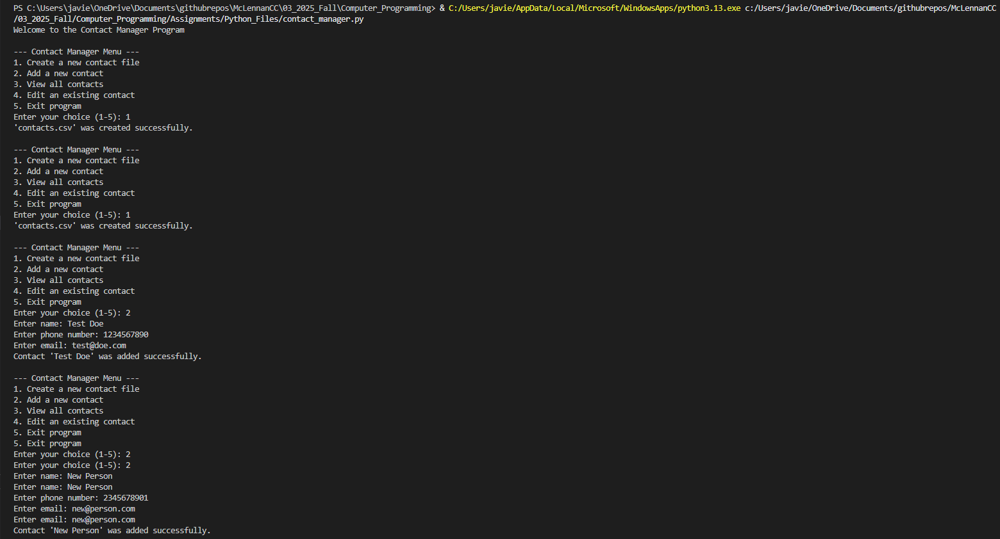 PS C:\Users\javie\OneDrive\Documents\githubrepos\McLennanCC\03_2025_Fall\Computer_Programming> & C:/Users/javie/AppData/Local/Microsoft/WindowsApps/python3.13.exe c:/Users/javie/OneDrive/Documents/githubrepos/McLennanCC
/03_2025_Fall/Computer_Programming/Assignments/Python_Files/contact_manager.py
Welcome to the Contact Manager Program

--- Contact Manager Menu ---
1. Create a new contact file
2. Add a new contact
3. View all contacts
4. Edit an existing contact
5. Exit program
Enter your choice (1-5): 1
'contacts.csv' was created successfully.

--- Contact Manager Menu ---
1. Create a new contact file
2. Add a new contact
3. View all contacts
4. Edit an existing contact
5. Exit program
Enter your choice (1-5): 1
'contacts.csv' was created successfully.

--- Contact Manager Menu ---
1. Create a new contact file
2. Add a new contact
3. View all contacts
4. Edit an existing contact
5. Exit program
Enter your choice (1-5): 2
Enter name: Test Doe
Enter phone number: 1234567890
Enter email: test@doe.com
Contact 'Test Doe' was added successfully.

--- Contact Manager Menu ---
1. Create a new contact file
2. Add a new contact
3. View all contacts
4. Edit an existing contact
5. Exit program
5. Exit program
Enter your choice (1-5): 2
Enter your choice (1-5): 2
Enter name: New Person
Enter name: New Person
Enter phone number: 2345678901
Enter email: new@person.com
Enter email: new@person.com
Contact 'New Person' was added successfully.